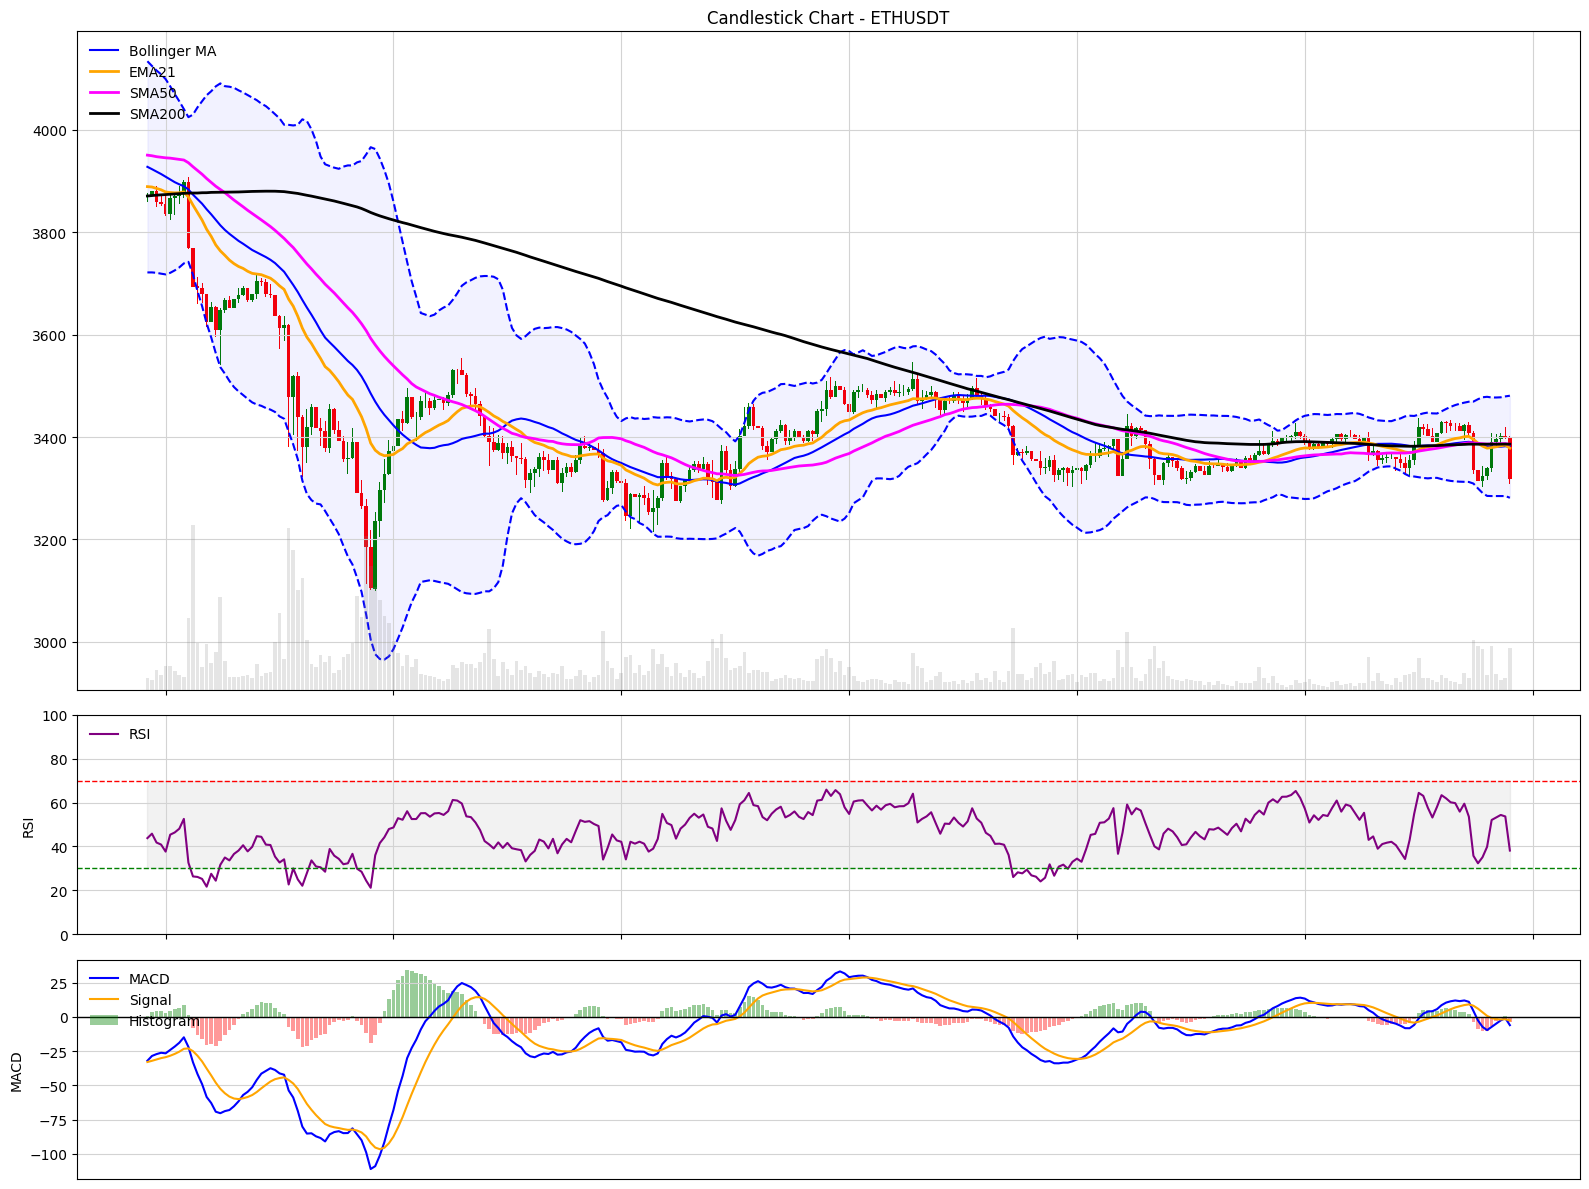 Candlestick Chart - ETHUSDT
Bollinger MA
EMA21
SMA50
SMA200
4000
3800
3600
3400
3200
3000
RSI
100
80
60
40
20
0
RSI
MACD
Signal
Histogram
25
0
−25
−50
−75
−100
MACD